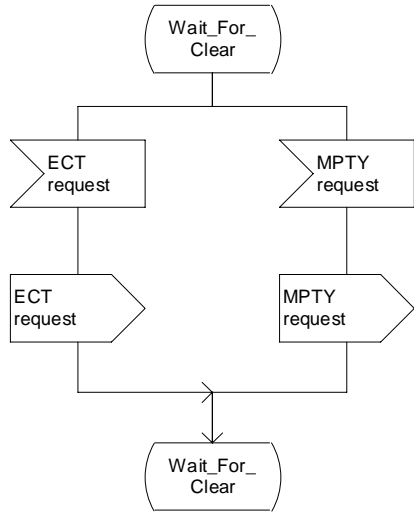 Wait_For_
Clear
ECT
request
MPTY
request
ECT
request
MPTY
request
Wait_For_
Clear